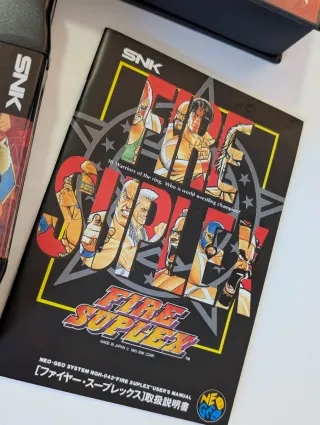 SNK
SNK
FIRE
10 Warriors of the ring. Who is world wrestling champion
SUPLEX
FIRE
SUPLEX
MADE IN JAPAN © 1993 SNK CORP.
NEO-GEO SYSTEM ROM-043 "FIRE SUPLEX" USER'S MANUAL
[ファイヤー・スープレックス]取扱説明書
NEO
GEO